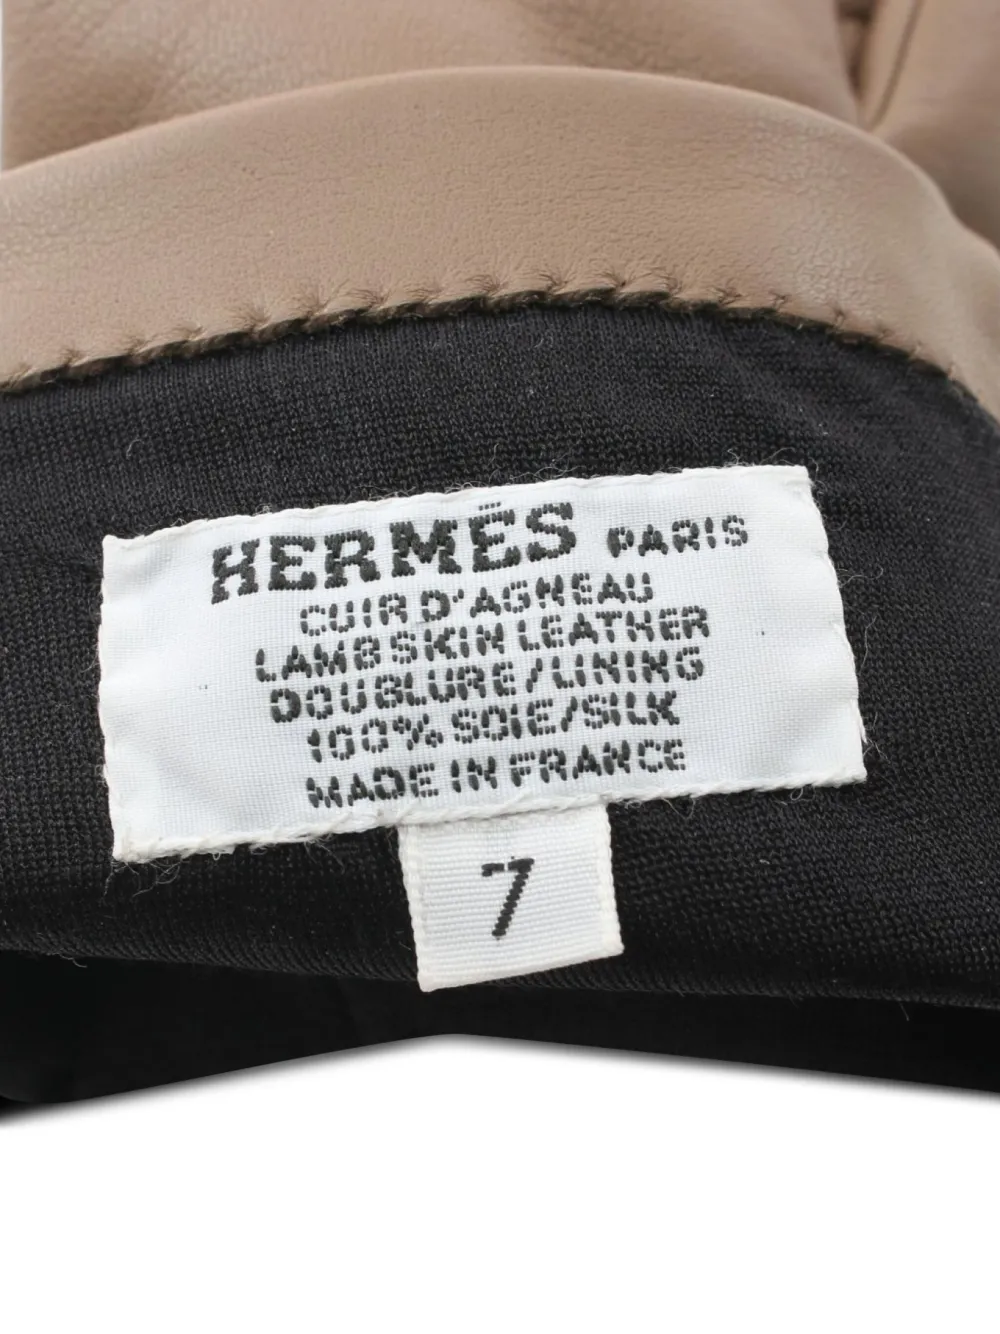 HERMÈS PARIS
CUIR D'AGNEAU
LAMBSKIN LEATHER
DOUBLURE/LINING
100% SOIE/SILK
MADE IN FRANCE
7